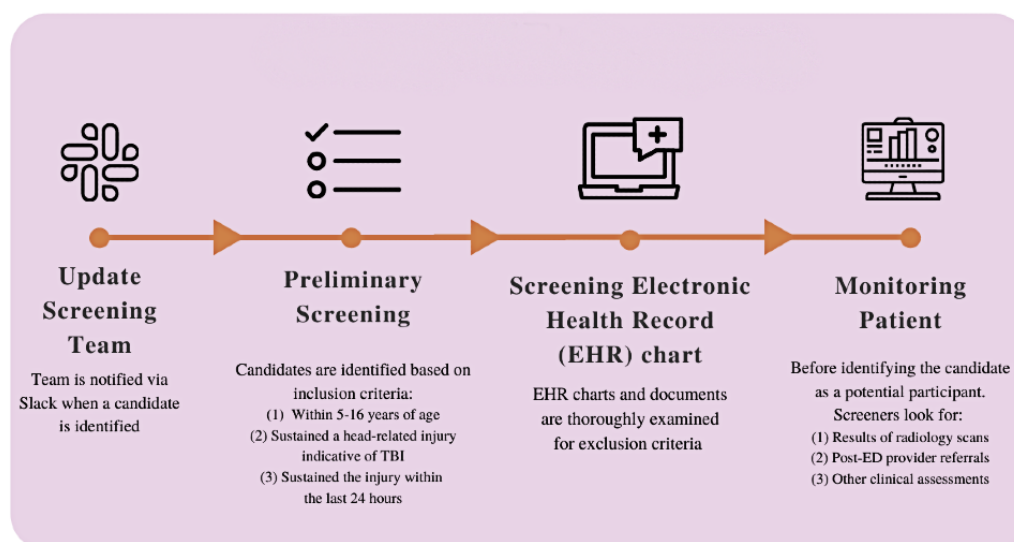 Update
Screening
Team
Team is notified via
Slack when a candidate
is identified
Preliminary
Screening
Candidates are identified based on
inclusion criteria:
(1) Within 5-16 years of age
(2) Sustained a head-related injury
indicative of TBI
(3) Sustained the injury within
the last 24 hours
Screening Electronic
Health Record
(EHR) chart
EHR charts and documents
are thoroughly examined
for exclusion criteria
Monitoring
Patient
Before identifying the candidate
as a potential participant.
Screeners look for:
(1) Results of radiology scans
(2) Post-ED provider referrals
(3) Other clinical assessments